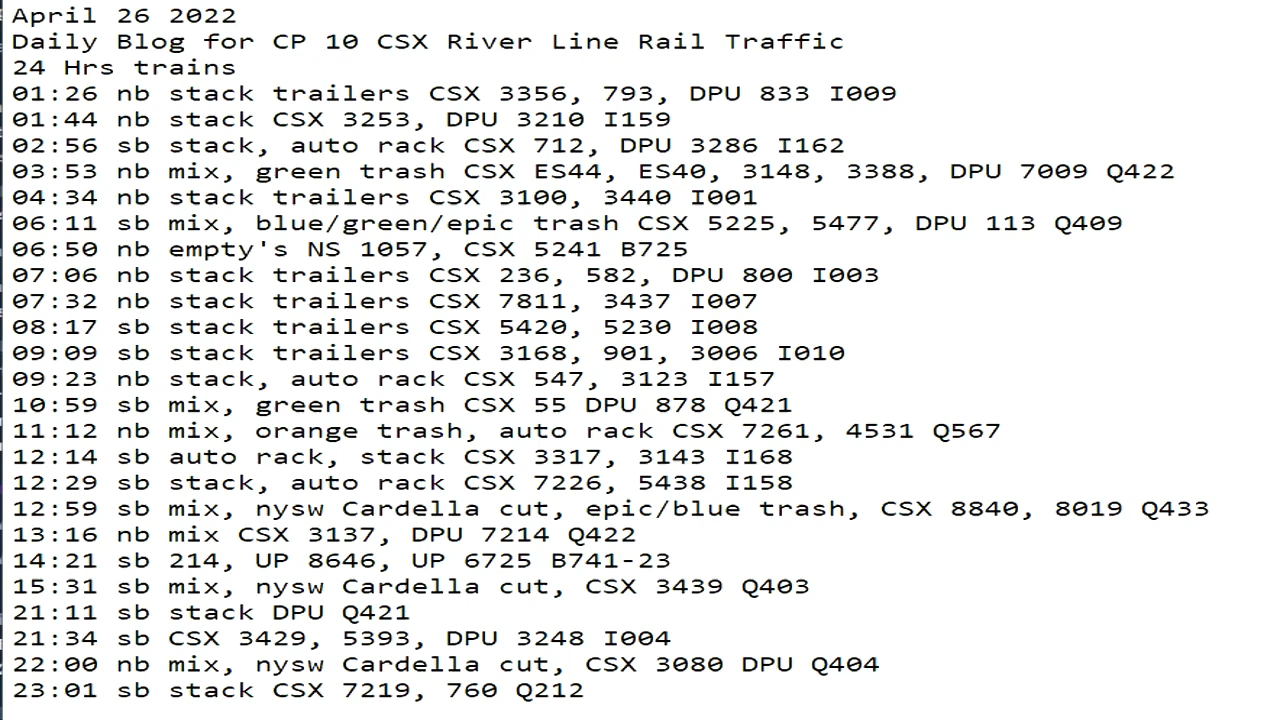 April 26 2022
Daily Blog for CP 10 CSX River Line Rail Traffic
24 Hrs trains
01:26 nb stack trailers CSX 3356, 793, DPU 833 I009
01:44 nb stack CSX 3253, DPU 3210 I159
02:56 sb stack, auto rack CSX 712, DPU 3286 I162
03:53 nb mix, green trash CSX ES44, ES40, 3148, 3388, DPU 7009 Q422
04:34 nb stack trailers CSX 3100, 3440 I001
06:11 sb mix, blue/green/epic trash CSX 5225, 5477, DPU 113 Q409
06:50 nb empty's NS 1057, CSX 5241 B725
07:06 nb stack trailers CSX 236, 582, DPU 800 I003
07:32 nb stack trailers CSX 7811, 3437 I007
08:17 sb stack trailers CSX 5420, 5230 I008
09:09 sb stack trailers CSX 3168, 901, 3006 I010
09:23 nb stack, auto rack CSX 547, 3123 I157
10:59 sb mix, green trash CSX 55 DPU 878 Q421
11:12 nb mix, orange trash, auto rack CSX 7261, 4531 Q567
12:14 sb auto rack, stack CSX 3317, 3143 I168
12:29 sb stack, auto rack CSX 7226, 5438 I158
12:59 sb mix, nysw Cardella cut, epic/blue trash, CSX 8840, 8019 Q433
13:16 nb mix CSX 3137, DPU 7214 Q422
14:21 sb 214, UP 8646, UP 6725 B741-23
15:31 sb mix, nysw Cardella cut, CSX 3439 Q403
21:11 sb stack DPU Q421
21:34 sb CSX 3429, 5393, DPU 3248 I004
22:00 nb mix, nysw Cardella cut, CSX 3080 DPU Q404
23:01 sb stack CSX 7219, 760 Q212